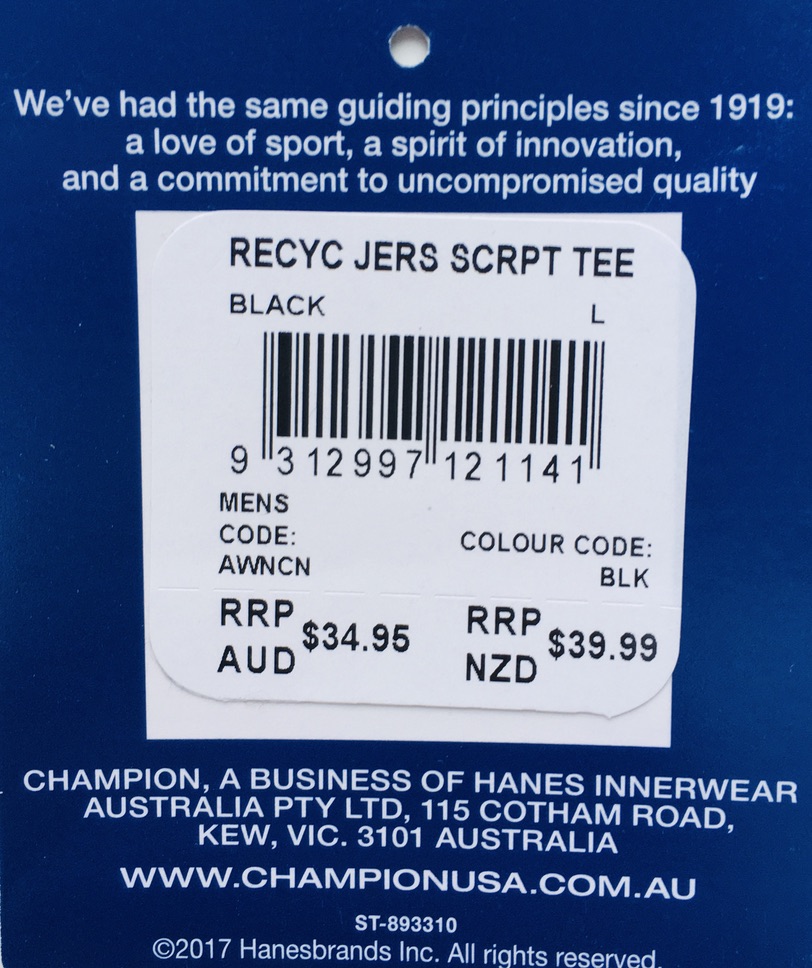 We've had the same guiding principles since 1919:
a love of sport, a spirit of innovation,
and a commitment to uncompromised quality
RECYC JERS SCRPT TEE
BLACK L
9 312997 121141
MENS
CODE: COLOUR CODE:
AWNCN BLK
RRP AUD $34.95 RRP NZD $39.99
CHAMPION, A BUSINESS OF HANES INNERWEAR
AUSTRALIA PTY LTD, 115 COTHAM ROAD,
KEW, VIC. 3101 AUSTRALIA
WWW.CHAMPIONUSA.COM.AU
ST-893310
©2017 Hanesbrands Inc. All rights reserved.